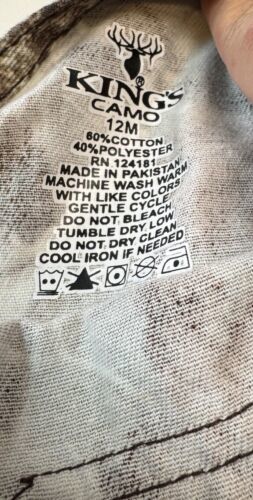 KING'S
CAMO
12M
60%COTTON
40%POLYESTER
RN 124181
MADE IN PAKISTAN
MACHINE WASH WARM
WITH LIKE COLORS
GENTLE CYCLE
DO NOT BLEACH
TUMBLE DRY LOW
DO NOT DRY CLEAN
COOL IRON IF NEEDED